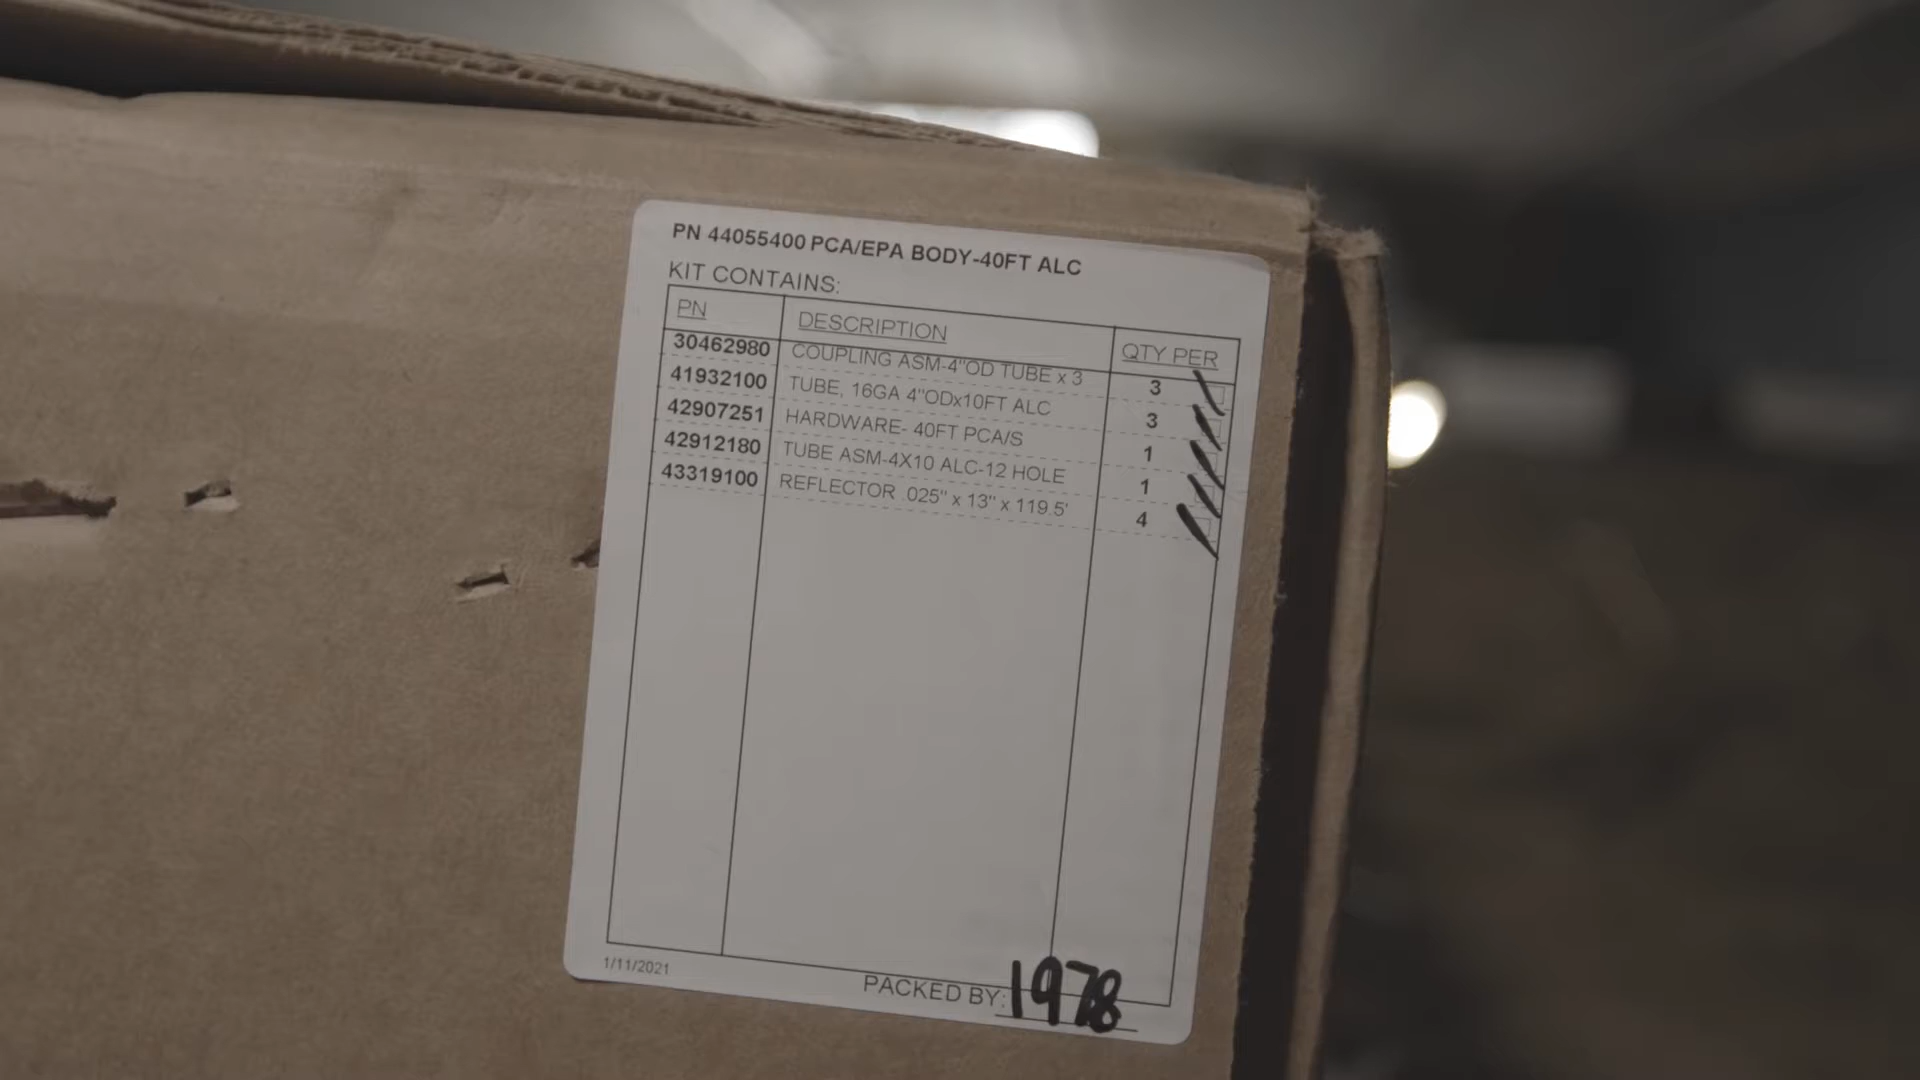 PN 44055400 PCA/EPA BODY-40FT ALC
KIT CONTAINS:
PN DESCRIPTION QTY PER
30462980 COUPLING ASM-4"OD TUBE x 3 3
41932100 TUBE, 16GA 4"ODx10FT ALC 3
42907251 HARDWARE- 40FT PCA/S 1
42912180 TUBE ASM-4X10 ALC-12 HOLE 1
43319100 REFLECTOR .025" x 13" x 119.5' 4
1/11/2021
PACKED BY: 1978